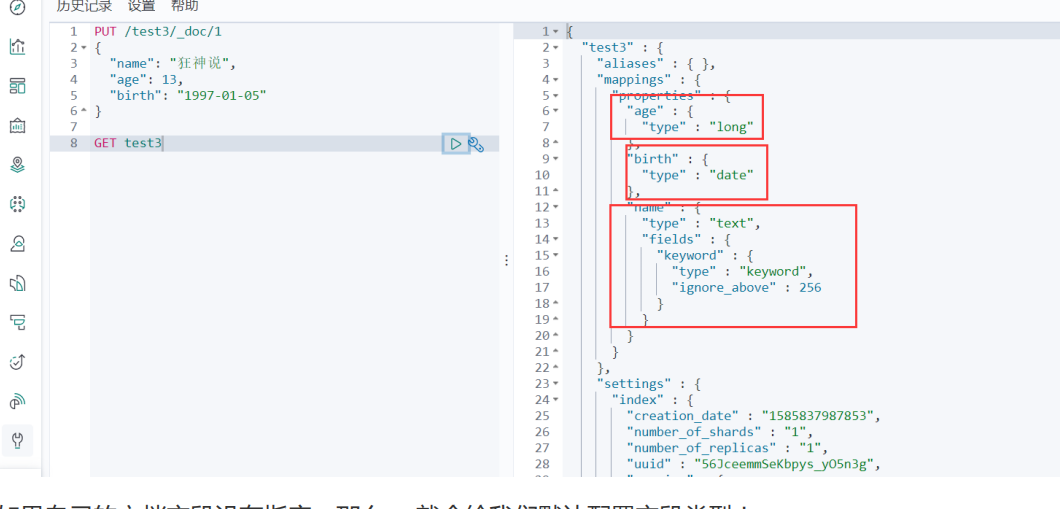 历史记录 设置 帮助
1 PUT /test3/_doc/1
2 {
3 "name": "狂神说",
4 "age": 13,
5 "birth": "1997-01-05"
6 }
7
8 GET test3
1 {
2 "test3" : {
3 "aliases" : { },
4 "mappings" : {
5 "properties" : {
6 "age" : {
7 "type" : "long"
8 },
9 "birth" : {
10 "type" : "date"
11 },
12 "name" : {
13 "type" : "text",
14 "fields" : {
15 "keyword" : {
16 "type" : "keyword",
17 "ignore_above" : 256
18 }
19 }
20 }
21 }
22 },
23 "settings" : {
24 "index" : {
25 "creation_date" : "1585837987853",
26 "number_of_shards" : "1",
27 "number_of_replicas" : "1",
28 "uuid" : "56JceemmSeKbpys_yO5n3g",